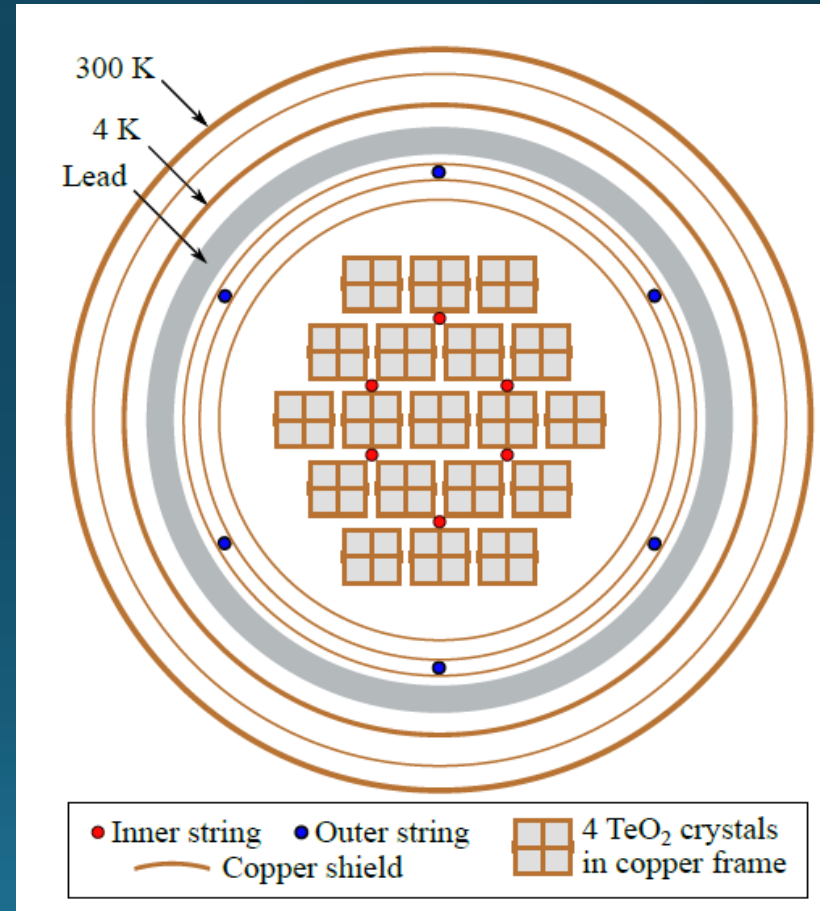 300 K
4 K
Lead
Inner string
Outer string
4 TeO₂ crystals
in copper frame
Copper shield